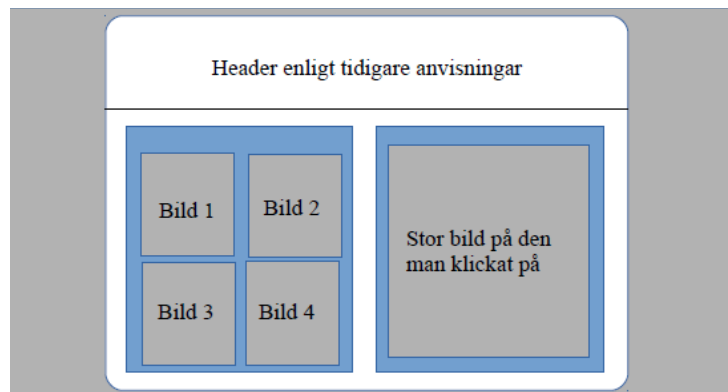 Header enligt tidigare anvisningar
Bild 1
Bild 2
Bild 3
Bild 4
Stor bild på den
man klickat på